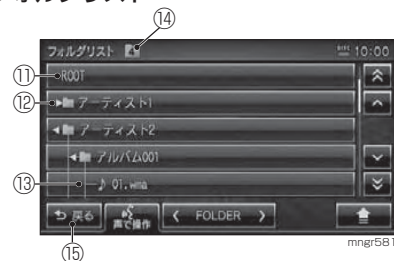 ⑭
フォルダリスト
10:00
⑪
ROOT
⑫
アーティスト1
アーティスト2
アルバム001
⑬
♪ 01.wma
戻る
声で操作
FOLDER
mngr581
⑮